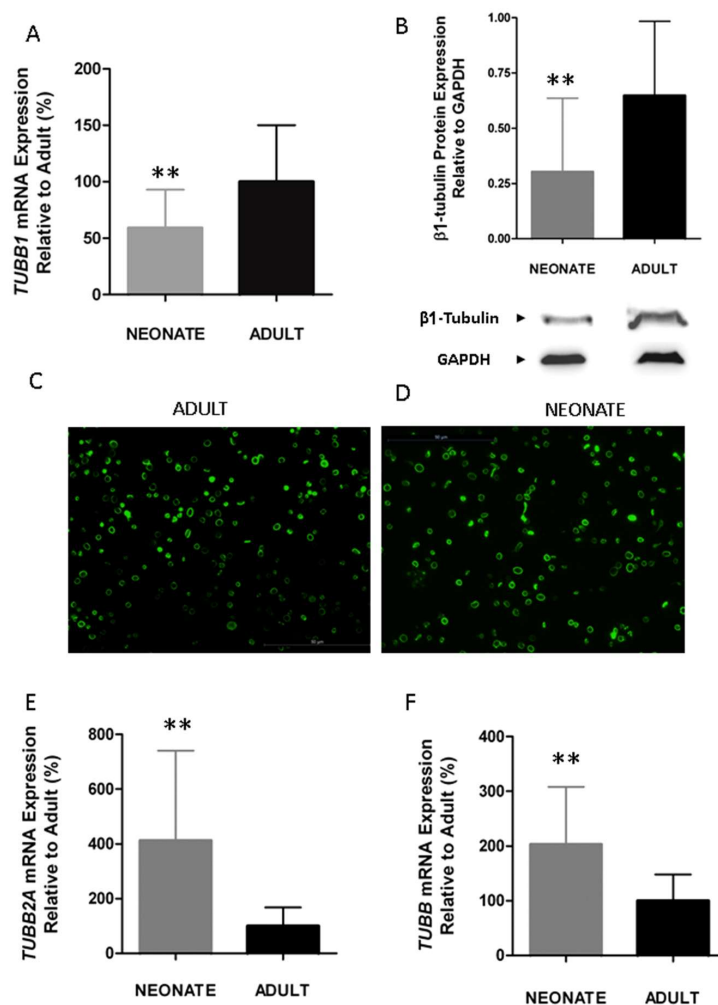 A
TUBB1 mRNA Expression
Relative to Adult (%)
200
150
100
50
0
**
NEONATE
ADULT
B
β1-tubulin Protein Expression
Relative to GAPDH
1.00
0.75
0.50
0.25
0.00
**
NEONATE
ADULT
β1-Tubulin
GAPDH
C
ADULT
D
NEONATE
E
TUBB2A mRNA Expression
Relative to Adult (%)
800
600
400
200
0
**
NEONATE
ADULT
F
TUBB mRNA Expression
Relative to Adult (%)
400
300
200
100
0
**
NEONATE
ADULT